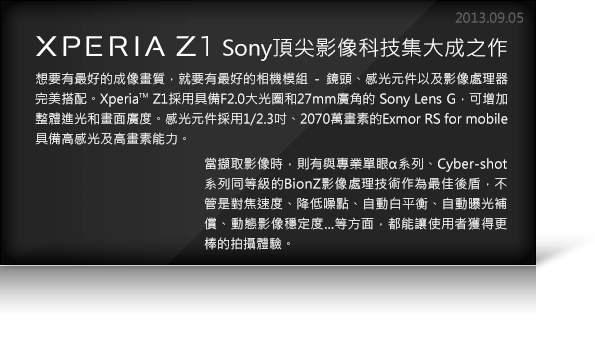 2013.09.05
XPERIA Z1 Sony頂尖影像科技集大成之作
想要有最好的成像畫質，就要有最好的相機模組 - 鏡頭、感光元件以及影像處理器
完美搭配。Xperia™ Z1採用具備F2.0大光圈和27mm廣角的 Sony Lens G，可增加
整體進光和畫面廣度。感光元件採用1/2.3吋、2070萬畫素的Exmor RS for mobile
具備高感光及高畫素能力。
當擷取影像時，則有與專業單眼α系列、Cyber-shot
系列同等級的BionZ影像處理技術作為最佳後盾，不
管是對焦速度、降低噪點、自動白平衡、自動曝光補
償、動態影像穩定度...等方面，都能讓使用者獲得更
棒的拍攝體驗。